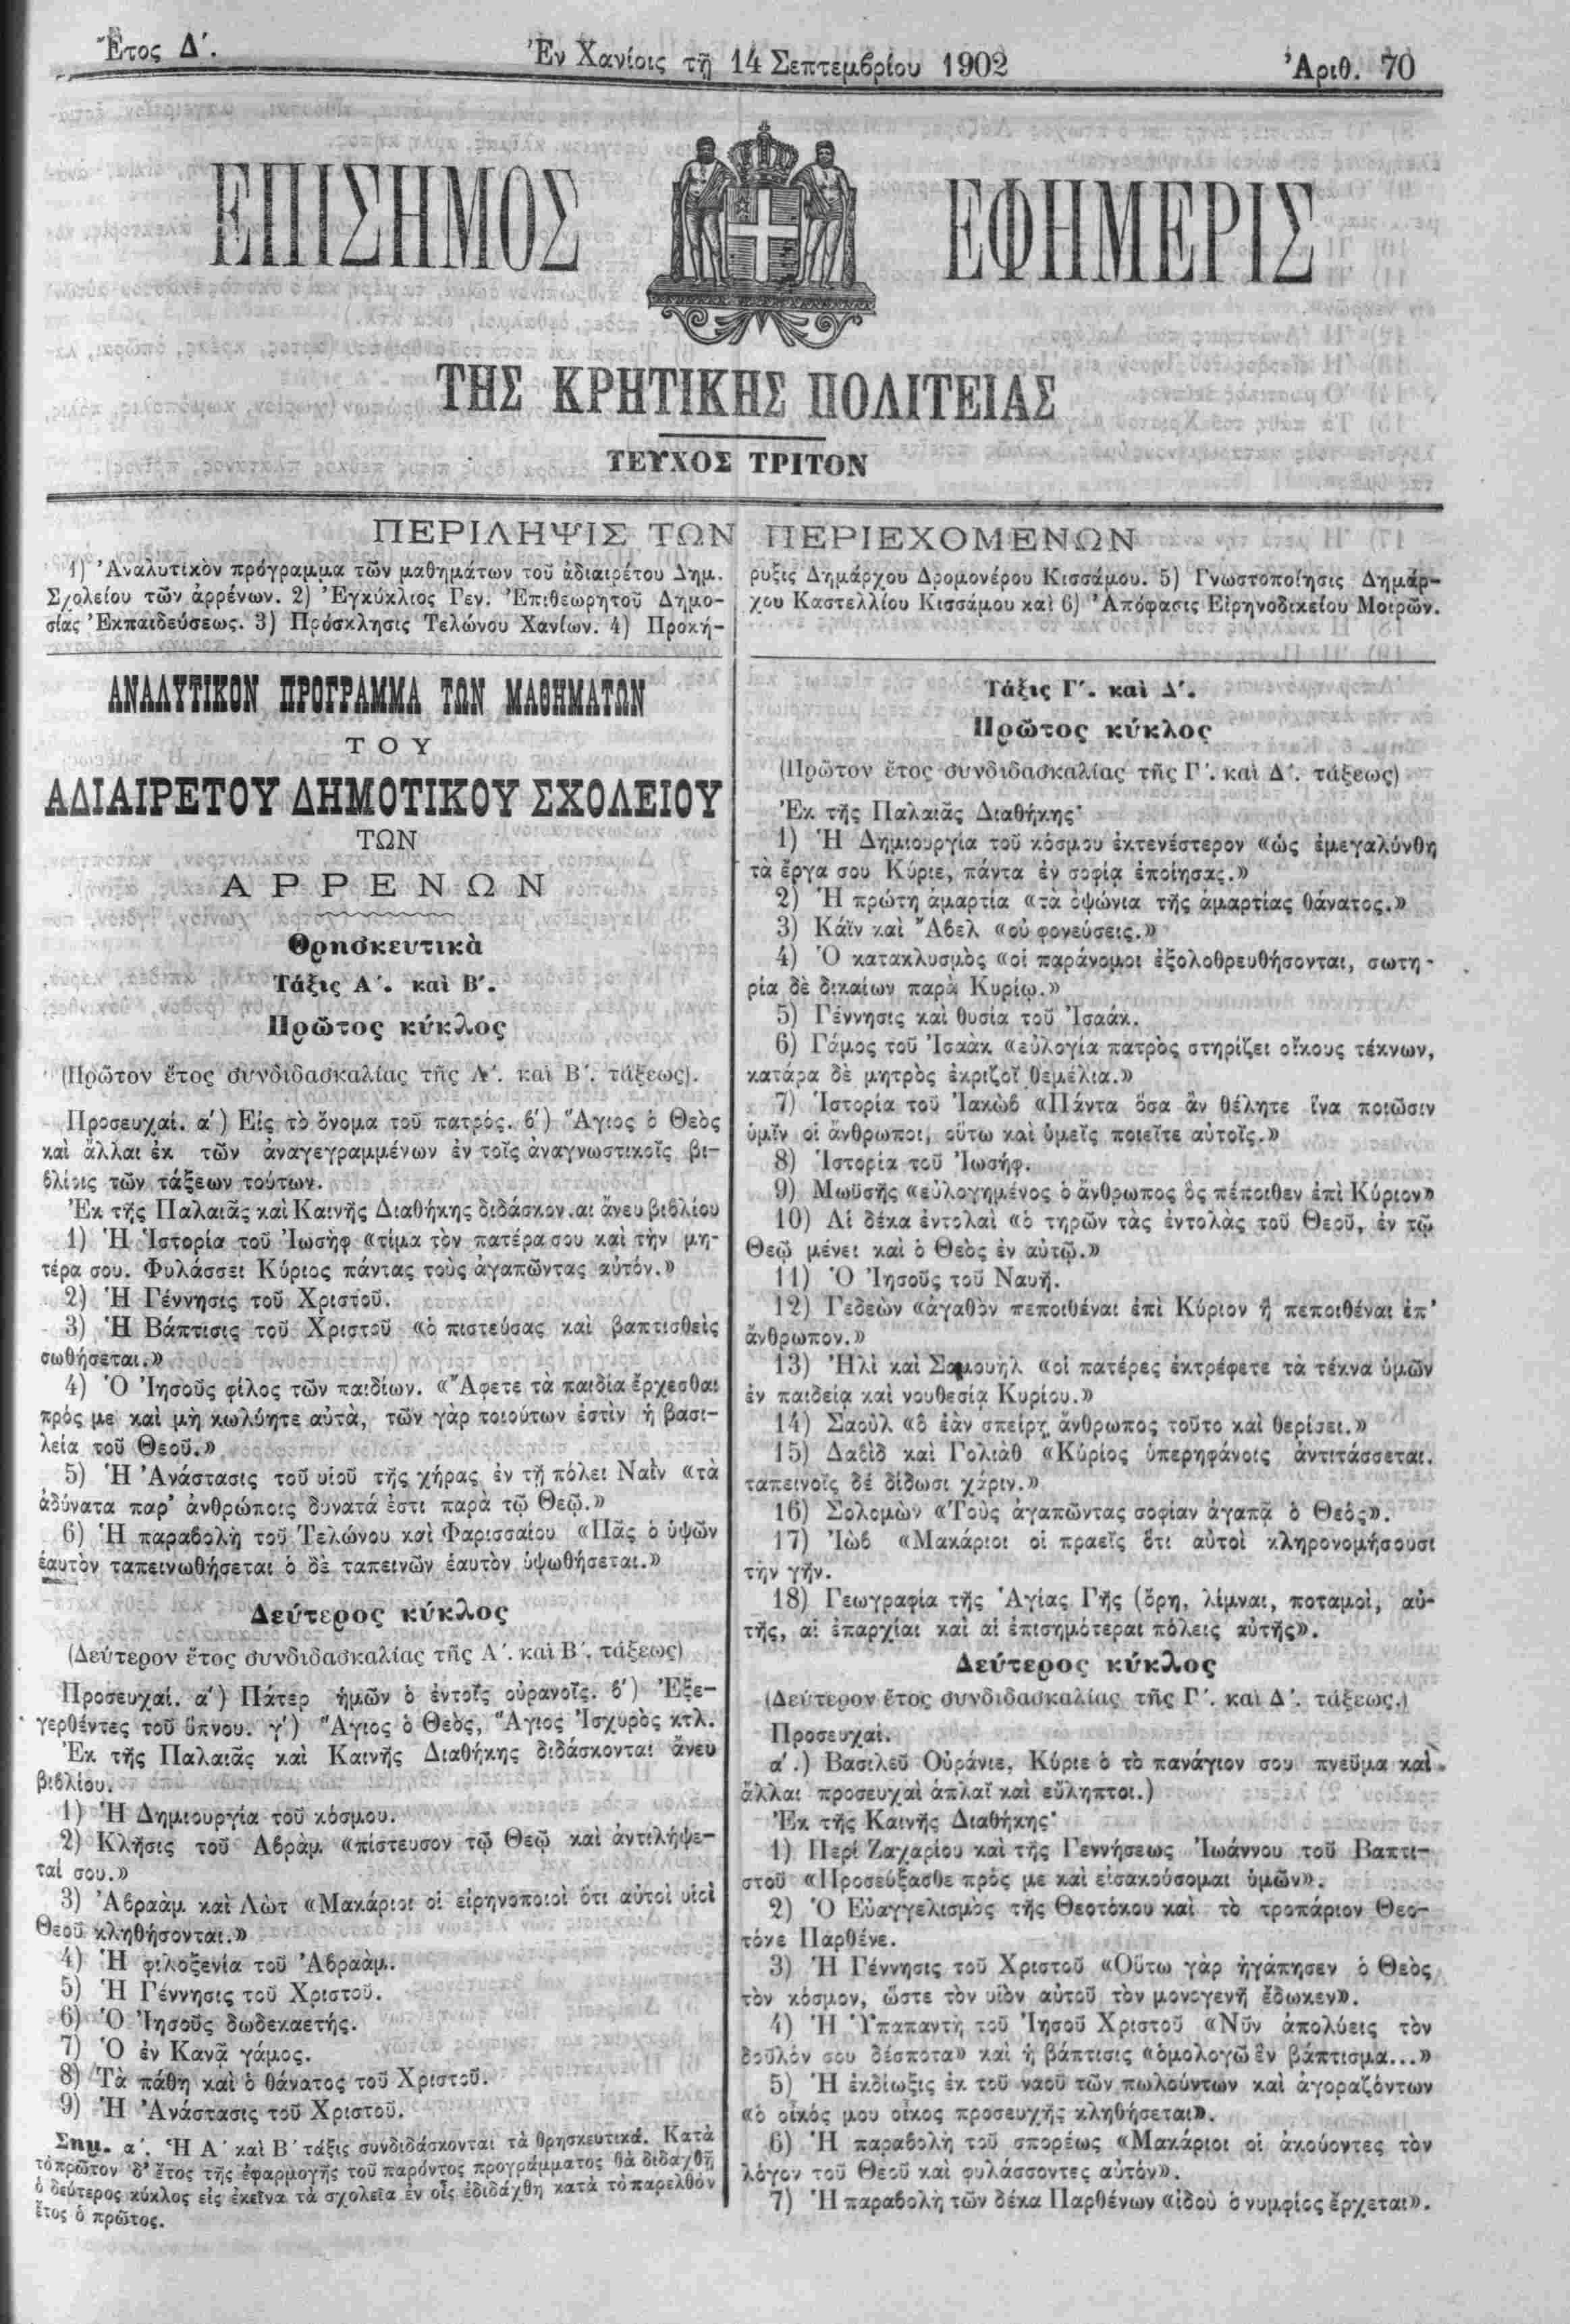 Ἔτος Δʹ.
Ἐν Χανίοις τῇ 14 Σεπτεμβρίου 1902
Ἀριθ. 70
ΕΠΙΣΗΜΟΣ ΕΦΗΜΕΡΙΣ
ΤΗΣ ΚΡΗΤΙΚΗΣ ΠΟΛΙΤΕΙΑΣ
ΤΕΥΧΟΣ ΤΡΙΤΟΝ
ΠΕΡΙΛΗΨΙΣ ΤΩΝ ΠΕΡΙΕΧΟΜΕΝΩΝ
1) Ἀναλυτικὸν πρόγραμμα τῶν μαθημάτων τοῦ ἀδιαιρέτου Δημ.
Σχολείου τῶν ἀρρένων. 2) Ἐγκύκλιος Γεν. Ἐπιθεωρητοῦ Δημο-
σίας Ἐκπαιδεύσεως. 3) Πρόσκλησις Τελώνου Χανίων. 4) Προκή-
ρυξις Δημάρχου Δρομονέρου Κισσάμου. 5) Γνωστοποίησις Δημάρ-
χου Καστελλίου Κισσάμου καὶ 6) Ἀπόφασις Εἰρηνοδικείου Μοιρῶν.
ΑΝΑΛΥΤΙΚΟΝ ΠΡΟΓΡΑΜΜΑ ΤΩΝ ΜΑΘΗΜΑΤΩΝ
ΤΟΥ
ΑΔΙΑΙΡΕΤΟΥ ΔΗΜΟΤΙΚΟΥ ΣΧΟΛΕΙΟΥ
ΤΩΝ
ΑΡΡΕΝΩΝ
Θρησκευτικὰ
Τάξις Αʹ. καὶ Βʹ.
Πρῶτος κύκλος
(Πρῶτον ἔτος συνδιδασκαλίας τῆς Αʹ. καὶ Βʹ. τάξεως).
Προσευχαί. αʹ) Εἰς τὸ ὄνομα τοῦ πατρός. βʹ) Ἅγιος ὁ Θεὸς
καὶ ἄλλαι ἐκ τῶν ἀναγεγραμμένων ἐν τοῖς ἀναγνωστικοῖς βι-
βλίοις τῶν τάξεων τούτων.
Ἐκ τῆς Παλαιᾶς καὶ Καινῆς Διαθήκης διδάσκον.αι ἄνευ βιβλίου
1) Ἡ Ἱστορία τοῦ Ἰωσὴφ «τίμα τὸν πατέρα σου καὶ τὴν μη-
τέρα σου. Φυλάσσει Κύριος πάντας τοὺς ἀγαπῶντας αὐτόν.»
2) Ἡ Γέννησις τοῦ Χριστοῦ.
3) Ἡ Βάπτισις τοῦ Χριστοῦ «ὁ πιστεύσας καὶ βαπτισθεὶς
σωθήσεται.»
4) Ὁ Ἰησοῦς φίλος τῶν παιδίων. «Ἄφετε τὰ παιδία ἔρχεσθαι
πρός με καὶ μὴ κωλύητε αὐτὰ, τῶν γὰρ τοιούτων ἐστὶν ἡ βασι-
λεία τοῦ Θεοῦ.»
5) Ἡ Ἀνάστασις τοῦ υἱοῦ τῆς χήρας ἐν τῇ πόλει Ναῒν «τὰ
ἀδύνατα παρ' ἀνθρώποις δυνατά ἐστι παρὰ τῷ Θεῷ.»
6) Ἡ παραβολὴ τοῦ Τελώνου καὶ Φαρισσαίου «Πᾶς ὁ ὑψῶν
ἑαυτὸν ταπεινωθήσεται ὁ δὲ ταπεινῶν ἑαυτὸν ὑψωθήσεται.»
Δεύτερος κύκλος
(Δεύτερον ἔτος συνδιδασκαλίας τῆς Αʹ. καὶ Βʹ. τάξεως)
Προσευχαί. αʹ) Πάτερ ἡμῶν ὁ ἐντοῖς οὐρανοῖς. βʹ) Ἐξε-
γερθέντες τοῦ ὕπνου. γʹ) Ἅγιος ὁ Θεὸς, Ἅγιος Ἰσχυρὸς κτλ.
Ἐκ τῆς Παλαιᾶς καὶ Καινῆς Διαθήκης διδάσκονται ἄνευ
βιβλίου.
1) Ἡ Δημιουργία τοῦ κόσμου.
2) Κλῆσις τοῦ Ἀβρὰμ «πίστευσον τῷ Θεῷ καὶ ἀντιλήψε-
ταί σου.»
3) Ἀβραὰμ καὶ Λὼτ «Μακάριοι οἱ εἰρηνοποιοὶ ὅτι αὐτοὶ υἱοὶ
Θεοῦ κληθήσονται.»
4) Ἡ φιλοξενία τοῦ Ἀβραάμ.
5) Ἡ Γέννησις τοῦ Χριστοῦ.
6) Ὁ Ἰησοῦς δωδεκαετής.
7) Ὁ ἐν Κανᾷ γάμος.
8) Τὰ πάθη καὶ ὁ θάνατος τοῦ Χριστοῦ.
9) Ἡ Ἀνάστασις τοῦ Χριστοῦ.
Σημ. αʹ. Ἡ Αʹ καὶ Βʹ τάξις συνδιδάσκονται τὰ θρησκευτικά. Κατὰ
τὸ πρῶτον δ' ἔτος τῆς ἐφαρμογῆς τοῦ παρόντος προγράμματος θὰ διδαχθῇ
ὁ δεύτερος κύκλος εἰς ἐκεῖνα τὰ σχολεῖα ἐν οἷς ἐδιδάχθη κατὰ τὸ παρελθὸν
ἔτος ὁ πρῶτος.
Τάξις Γʹ. καὶ Δʹ.
Πρῶτος κύκλος
(Πρῶτον ἔτος συνδιδασκαλίας τῆς Γʹ. καὶ Δʹ. τάξεως)
Ἐκ τῆς Παλαιᾶς Διαθήκης·
1) Ἡ Δημιουργία τοῦ κόσμου ἐκτενέστερον «ὡς ἐμεγαλύνθη
τὰ ἔργα σου Κύριε, πάντα ἐν σοφίᾳ ἐποίησας.»
2) Ἡ πρώτη ἁμαρτία «τὰ ὀψώνια τῆς ἁμαρτίας θάνατος.»
3) Κάϊν καὶ Ἄβελ «οὐ φονεύσεις.»
4) Ὁ κατακλυσμὸς «οἱ παράνομοι ἐξολοθρευθήσονται, σωτη-
ρία δὲ δικαίων παρὰ Κυρίῳ.»
5) Γέννησις καὶ θυσία τοῦ Ἰσαάκ.
6) Γάμος τοῦ Ἰσαὰκ «εὐλογία πατρὸς στηρίζει οἴκους τέκνων,
κατάρα δὲ μητρὸς ἐκριζοῖ θεμέλια.»
7) Ἱστορία τοῦ Ἰακὼβ «Πάντα ὅσα ἂν θέλητε ἵνα ποιῶσιν
ὑμῖν οἱ ἄνθρωποι, οὕτω καὶ ὑμεῖς ποιεῖτε αὐτοῖς.»
8) Ἱστορία τοῦ Ἰωσήφ.
9) Μωϋσῆς «εὐλογημένος ὁ ἄνθρωπος ὃς πέποιθεν ἐπὶ Κύριον»
10) Αἱ δέκα ἐντολαὶ «ὁ τηρῶν τὰς ἐντολὰς τοῦ Θεοῦ, ἐν τῷ
Θεῷ μένει καὶ ὁ Θεὸς ἐν αὐτῷ.»
11) Ὁ Ἰησοῦς τοῦ Ναυῆ.
12) Γεδεὼν «ἀγαθὸν πεποιθέναι ἐπὶ Κύριον ἢ πεποιθέναι ἐπ'
ἄνθρωπον.»
13) Ἠλὶ καὶ Σαμουὴλ «οἱ πατέρες ἐκτρέφετε τὰ τέκνα ὑμῶν
ἐν παιδείᾳ καὶ νουθεσίᾳ Κυρίου.»
14) Σαοὺλ «ὃ ἐὰν σπείρῃ ἄνθρωπος τοῦτο καὶ θερίσει.»
15) Δαβὶδ καὶ Γολιὰθ «Κύριος ὑπερηφάνοις ἀντιτάσσεται.
ταπεινοῖς δέ δίδωσι χάριν.»
16) Σολομὼν «Τοὺς ἀγαπῶντας σοφίαν ἀγαπᾷ ὁ Θεός».
17) Ἰὼβ «Μακάριοι οἱ πραεῖς ὅτι αὐτοὶ κληρονομήσουσι
τὴν γῆν.
18) Γεωγραφία τῆς Ἁγίας Γῆς (ὄρη, λίμναι, ποταμοὶ, αὐ-
τῆς, αἱ ἐπαρχίαι καὶ αἱ ἐπισημότεραι πόλεις αὐτῆς».
Δεύτερος κύκλος
(Δεύτερον ἔτος συνδιδασκαλίας τῆς Γʹ. καὶ Δʹ. τάξεως.)
Προσευχαί.
αʹ.) Βασιλεῦ Οὐράνιε, Κύριε ὁ τὸ πανάγιον σου πνεῦμα καὶ
ἄλλαι προσευχαὶ ἁπλαῖ καὶ εὔληπτοι.)
Ἐκ τῆς Καινῆς Διαθήκης·
1) Περὶ Ζαχαρίου καὶ τῆς Γεννήσεως Ἰωάννου τοῦ Βαπτι-
στοῦ «Προσεύξασθε πρός με καὶ εἰσακούσομαι ὑμῶν».
2) Ὁ Εὐαγγελισμὸς τῆς Θεοτόκου καὶ τὸ τροπάριον Θεο-
τόκε Παρθένε.
3) Ἡ Γέννησις τοῦ Χριστοῦ «Οὕτω γὰρ ἠγάπησεν ὁ Θεὸς
τὸν κόσμον, ὥστε τὸν υἱὸν αὐτοῦ τὸν μονογενῆ ἔδωκεν».
4) Ἡ Ὑπαπαντὴ τοῦ Ἰησοῦ Χριστοῦ «Νῦν ἀπολύεις τὸν
δοῦλόν σου δέσποτα» καὶ ἡ βάπτισις «ὁμολογῶ ἓν βάπτισμα...»
5) Ἡ ἐκδίωξις ἐκ τοῦ ναοῦ τῶν πωλούντων καὶ ἀγοραζόντων
«ὁ οἶκός μου οἶκος προσευχῆς κληθήσεται».
6) Ἡ παραβολὴ τοῦ σπορέως «Μακάριοι οἱ ἀκούοντες τὸν
λόγον τοῦ Θεοῦ καὶ φυλάσσοντες αὐτόν».
7) Ἡ παραβολὴ τῶν δέκα Παρθένων «ἰδοὺ ὁ νυμφίος ἔρχεται».